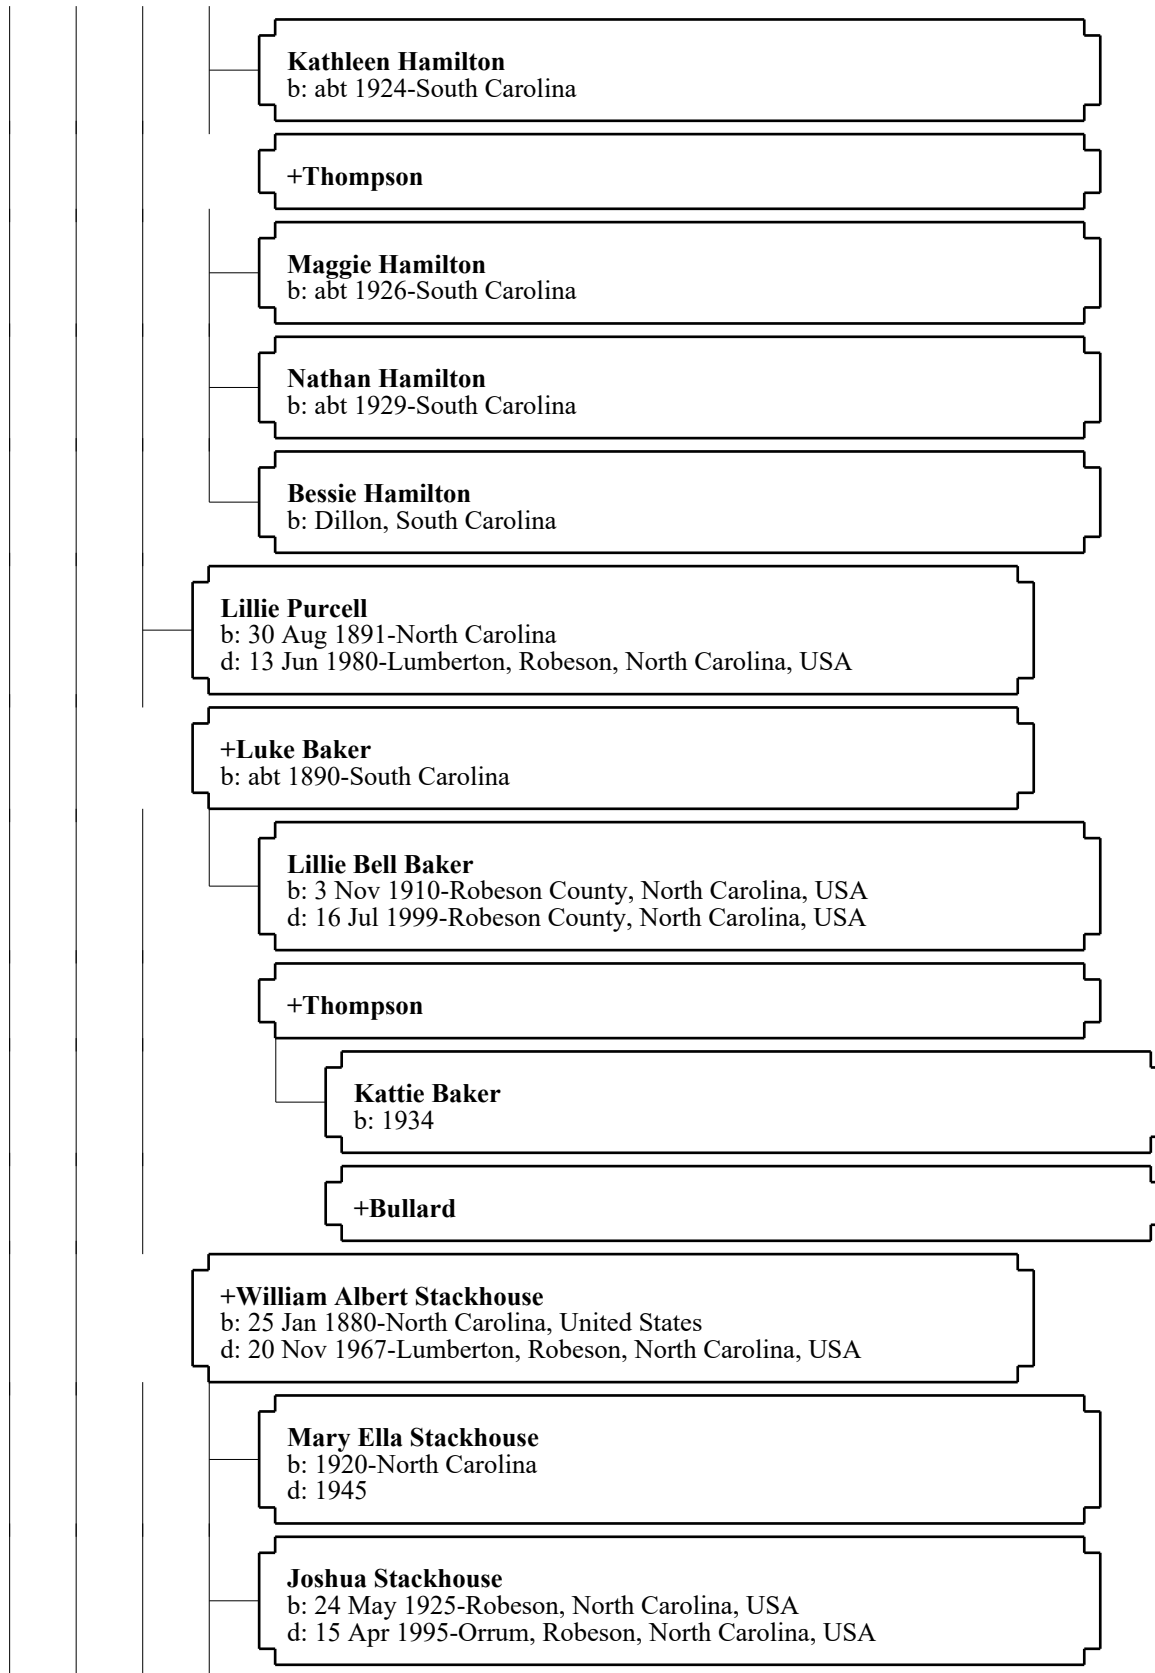 Kathleen Hamilton
b: abt 1924-South Carolina
+Thompson
Maggie Hamilton
b: abt 1926-South Carolina
Nathan Hamilton
b: abt 1929-South Carolina
Bessie Hamilton
b: Dillon, South Carolina
Lillie Purcell
b: 30 Aug 1891-North Carolina
d: 13 Jun 1980-Lumberton, Robeson, North Carolina, USA
+Luke Baker
b: abt 1890-South Carolina
Lillie Bell Baker
b: 3 Nov 1910-Robeson County, North Carolina, USA
d: 16 Jul 1999-Robeson County, North Carolina, USA
+Thompson
Kattie Baker
b: 1934
+Bullard
+William Albert Stackhouse
b: 25 Jan 1880-North Carolina, United States
d: 20 Nov 1967-Lumberton, Robeson, North Carolina, USA
Mary Ella Stackhouse
b: 1920-North Carolina
d: 1945
Joshua Stackhouse
b: 24 May 1925-Robeson, North Carolina, USA
d: 15 Apr 1995-Orrum, Robeson, North Carolina, USA